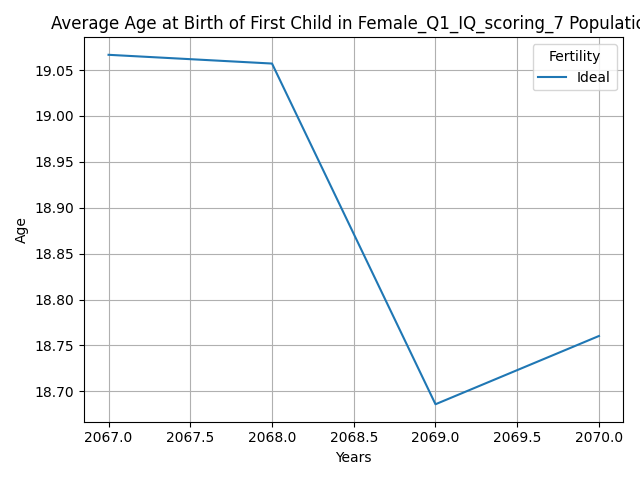 Average Age at Birth of First Child in Female_Q1_IQ_scoring_7 Populatio
Fertility
Ideal
19.05
19.00
18.95
18.90
18.85
18.80
18.75
18.70
Age
2067.0 2067.5 2068.0 2068.5 2069.0 2069.5 2070.0
Years